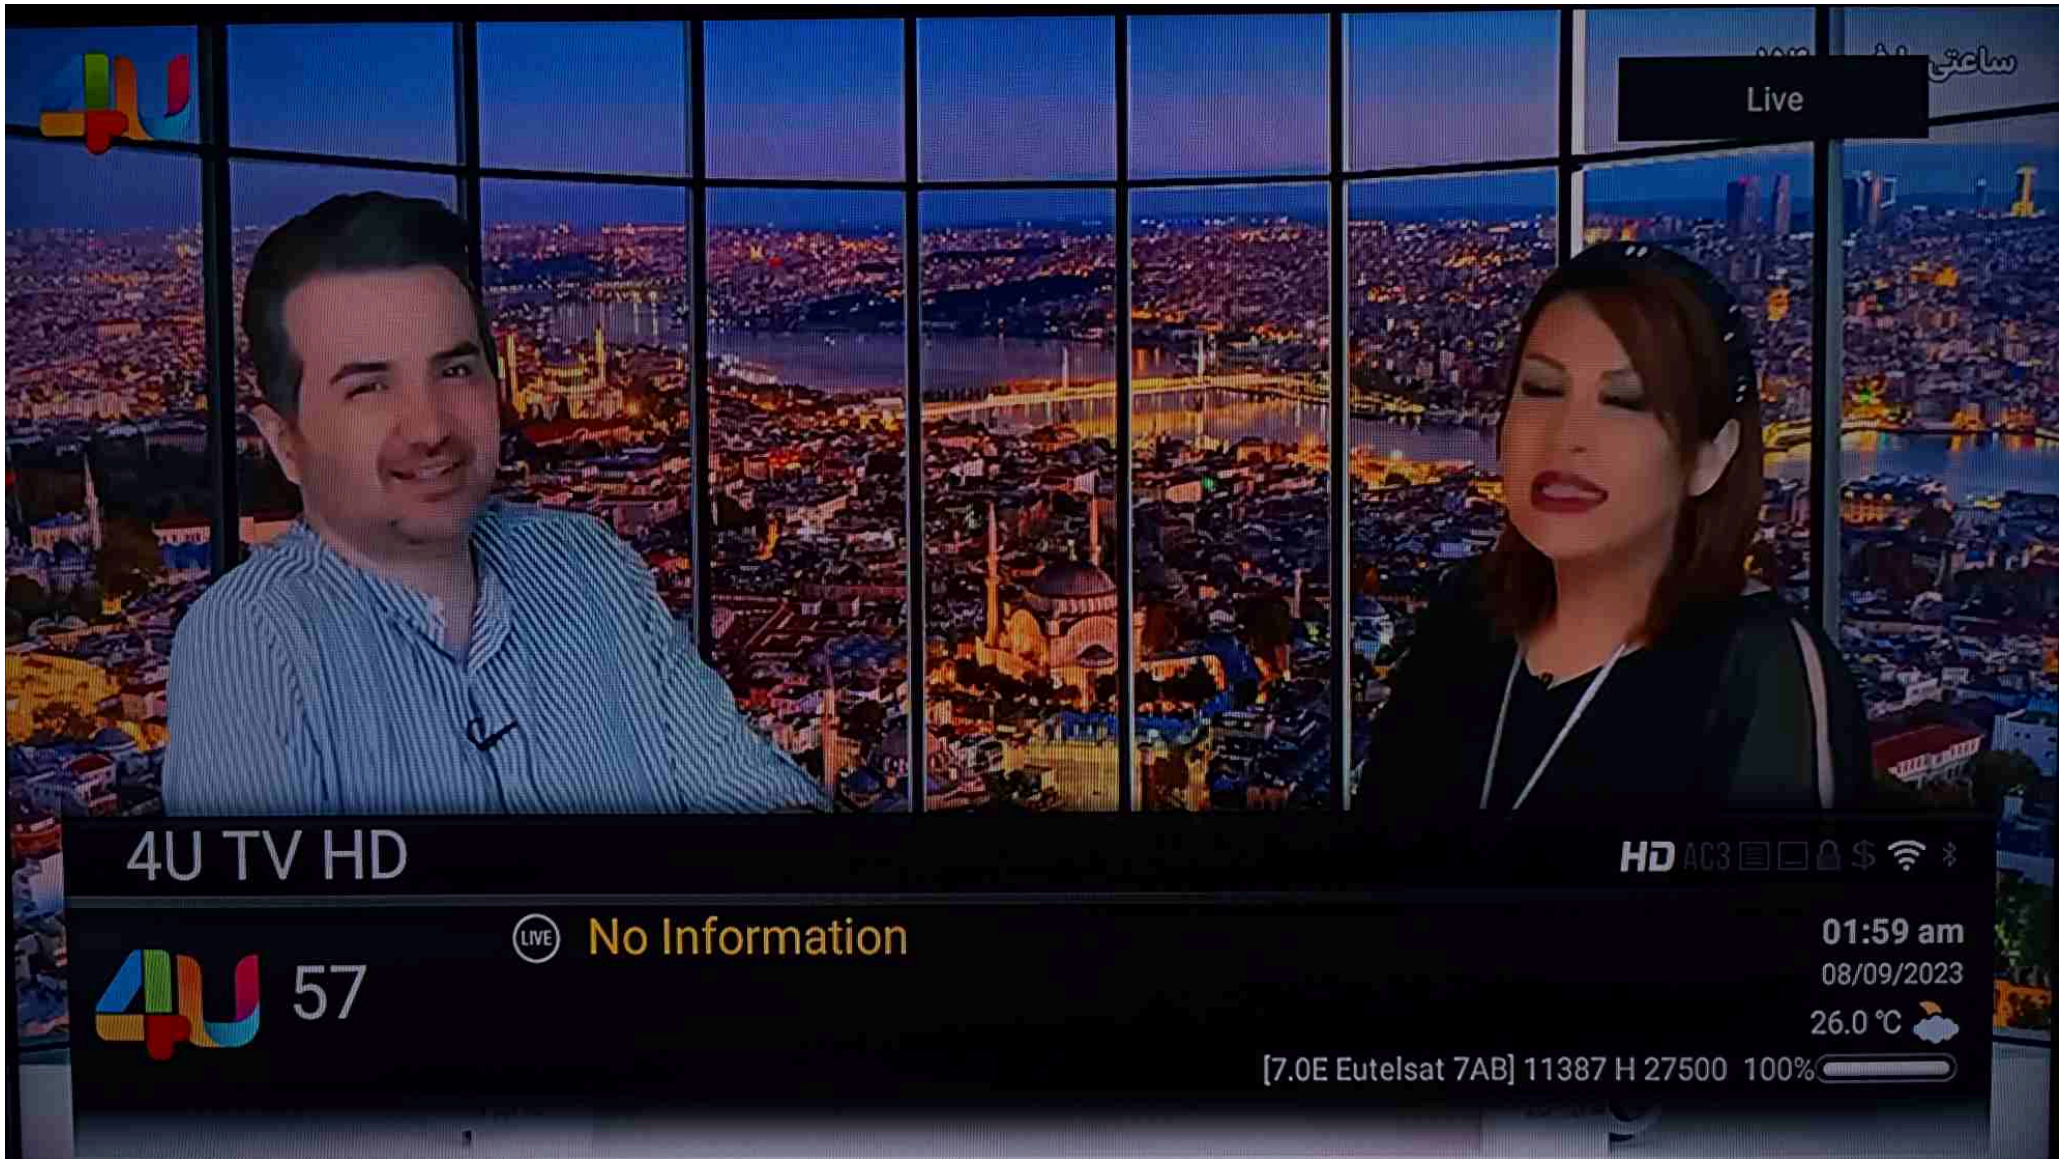 4U
ساعتی
Live
4U TV HD
HD AC3 $
4U
57
LIVE No Information
01:59 am
08/09/2023
26.0 °C
[7.0E Eutelsat 7AB] 11387 H 27500 100%